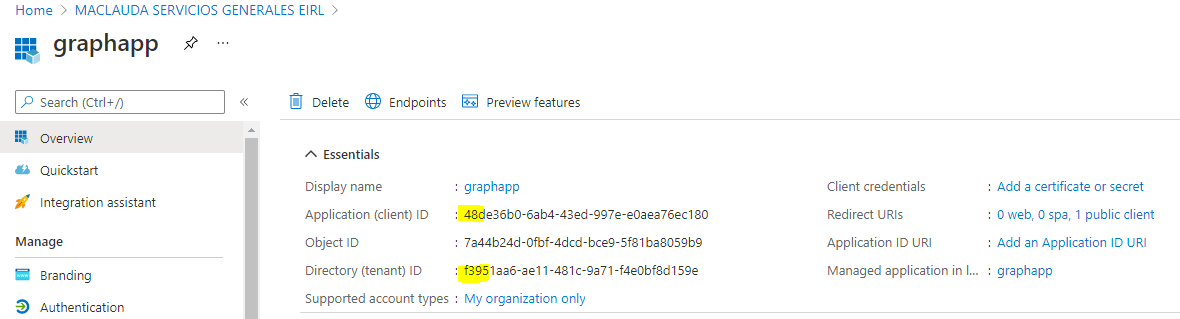 Home > MACLAUDA SERVICIOS GENERALES EIRL >
graphapp ...
Search (Ctrl+/) «
Overview
Quickstart
Integration assistant
Manage
Branding
Authentication
Delete Endpoints Preview features
Essentials
Display name : graphapp
Application (client) ID : 48de36b0-6ab4-43ed-997e-e0aea76ec180
Object ID : 7a44b24d-0fbf-4dcd-bce9-5f81ba8059b9
Directory (tenant) ID : f3951aa6-ae11-481c-9a71-f4e0bf8d159e
Supported account types : My organization only
Client credentials : Add a certificate or secret
Redirect URIs : 0 web, 0 spa, 1 public client
Application ID URI : Add an Application ID URI
Managed application in l... : graphapp